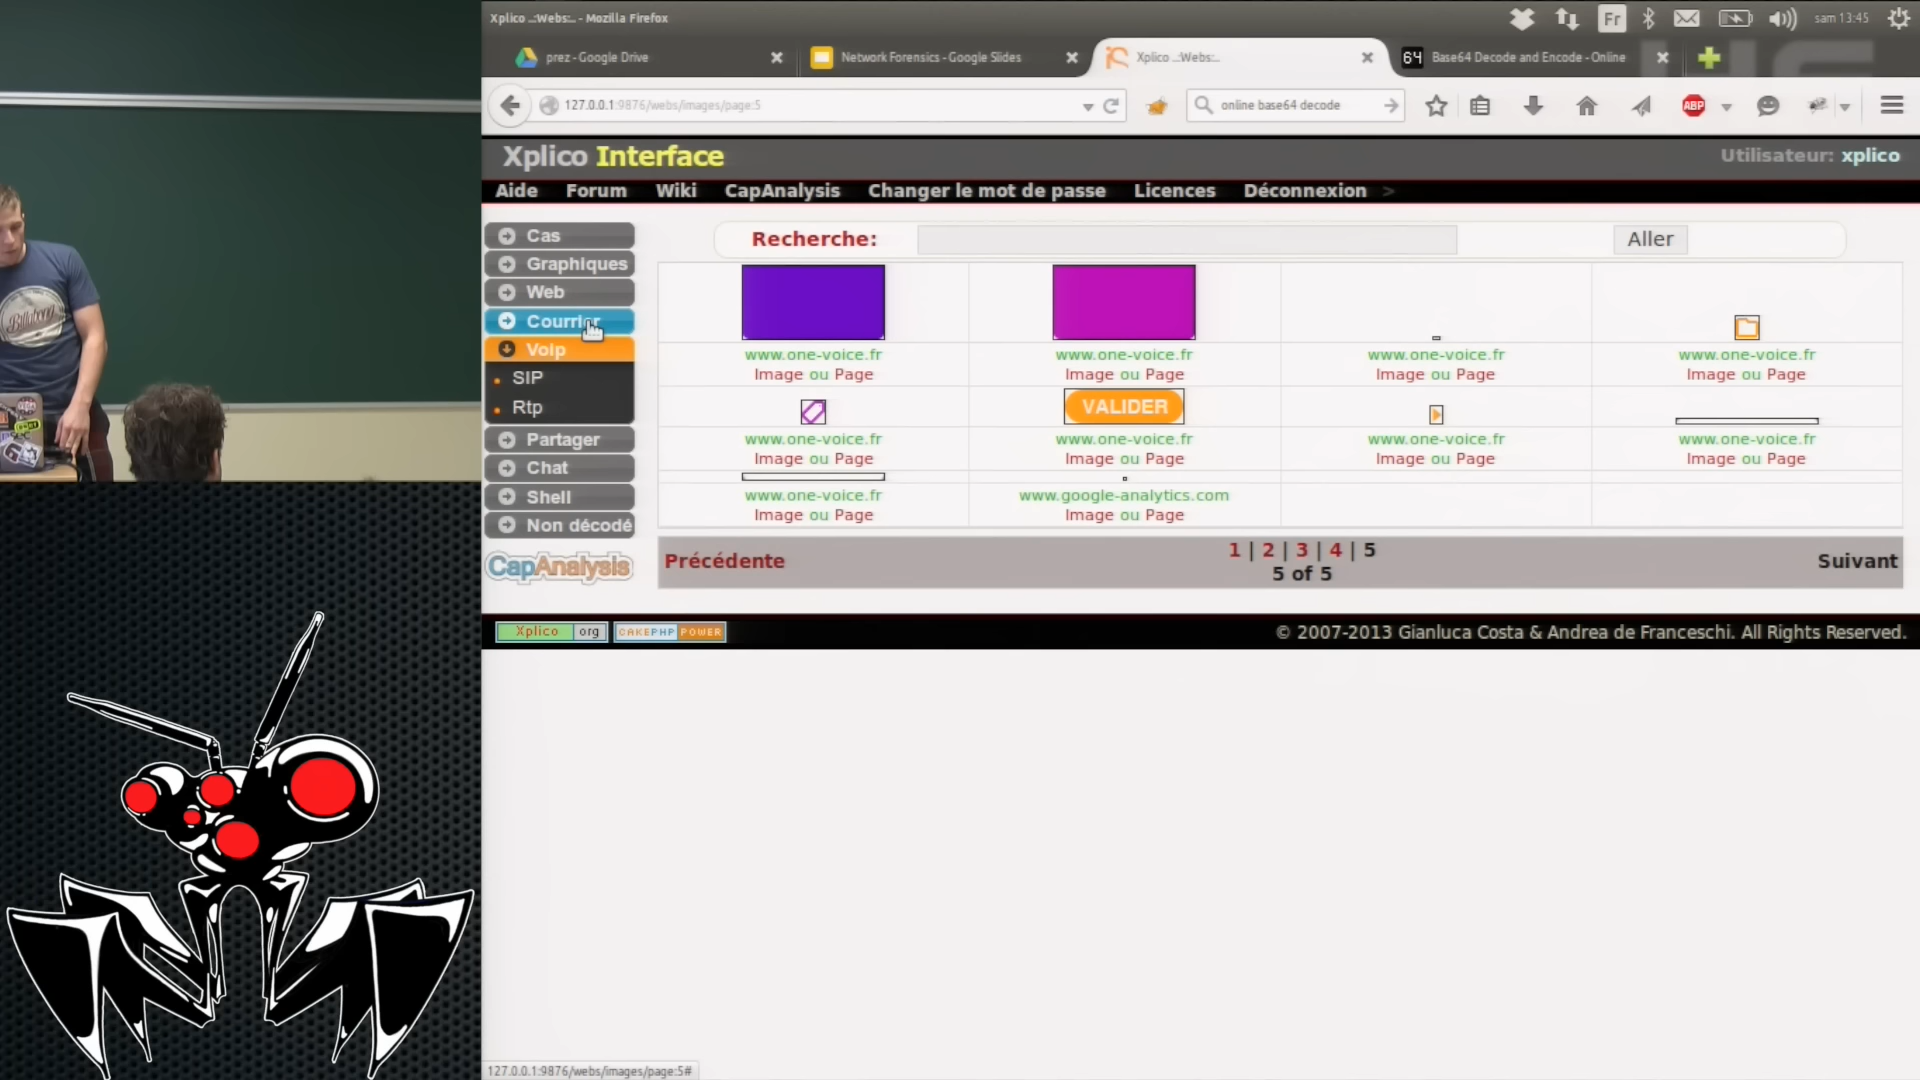 Xplico ..:Webs:.. - Mozilla Firefox
Fr
sam 13:45
prez - Google Drive
Network Forensics - Google Slides
Xplico ..:Webs:..
64
Base64 Decode and Encode - Online
127.0.0.1:9876/webs/images/page:5
online base64 decode
ABP
Xplico Interface
Utilisateur: xplico
Aide Forum Wiki CapAnalysis Changer le mot de passe Licences Déconnexion >
Cas
Graphiques
Web
Courrier
Voip
SIP
Rtp
Partager
Chat
Shell
Non décodé
CapAnalysis
Recherche:
Aller
www.one-voice.fr
Image ou Page
www.one-voice.fr
Image ou Page
www.one-voice.fr
Image ou Page
www.one-voice.fr
Image ou Page
VALIDER
www.one-voice.fr
Image ou Page
www.one-voice.fr
Image ou Page
www.one-voice.fr
Image ou Page
www.one-voice.fr
Image ou Page
www.one-voice.fr
Image ou Page
www.google-analytics.com
Image ou Page
Précédente
1 | 2 | 3 | 4 | 5
5 of 5
Suivant
Xplico org
CAKEPHP POWER
© 2007-2013 Gianluca Costa & Andrea de Franceschi. All Rights Reserved.
127.0.0.1:9876/webs/images/page:5#
Billabong